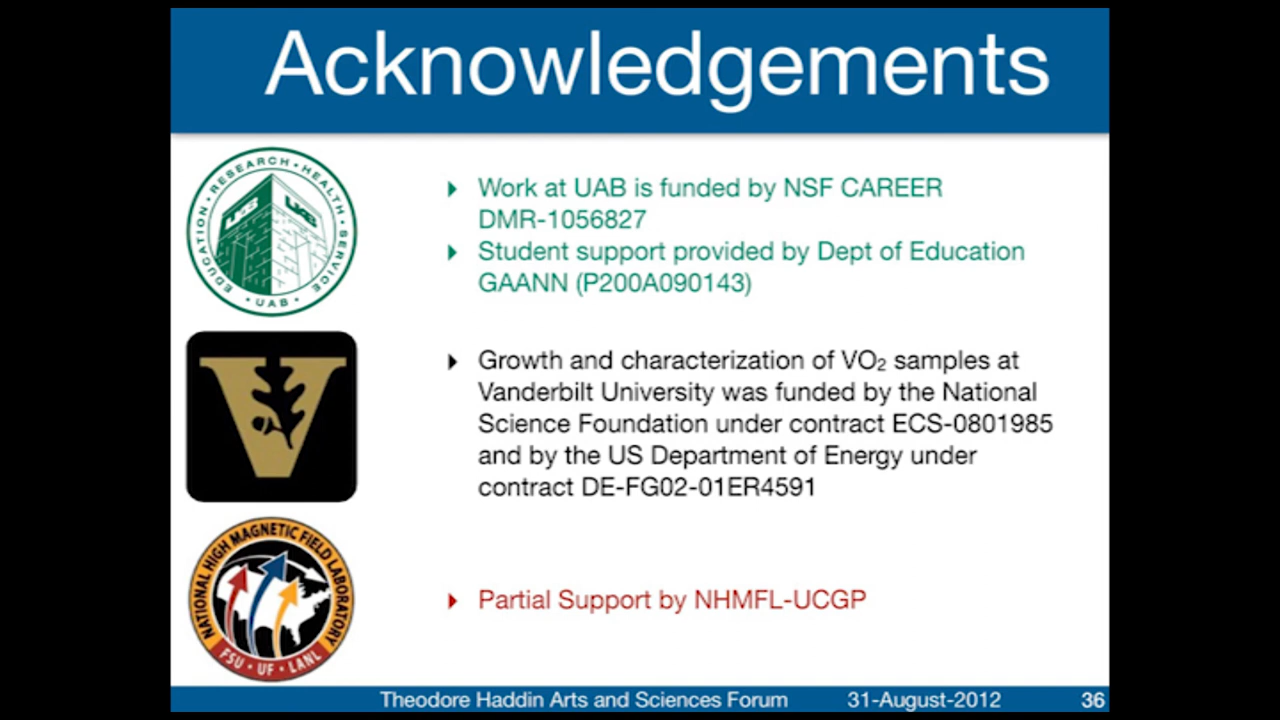 Acknowledgements
EDUCATION • RESEARCH • HEALTH • SERVICE
UAB UAB
• UAB •
▸ Work at UAB is funded by NSF CAREER
DMR-1056827
▸ Student support provided by Dept of Education
GAANN (P200A090143)
V
▸ Growth and characterization of VO₂ samples at
Vanderbilt University was funded by the National
Science Foundation under contract ECS-0801985
and by the US Department of Energy under
contract DE-FG02-01ER4591
NATIONAL HIGH MAGNETIC FIELD LABORATORY
FSU • UF • LANL
▸ Partial Support by NHMFL-UCGP
Theodore Haddin Arts and Sciences Forum 31-August-2012 36